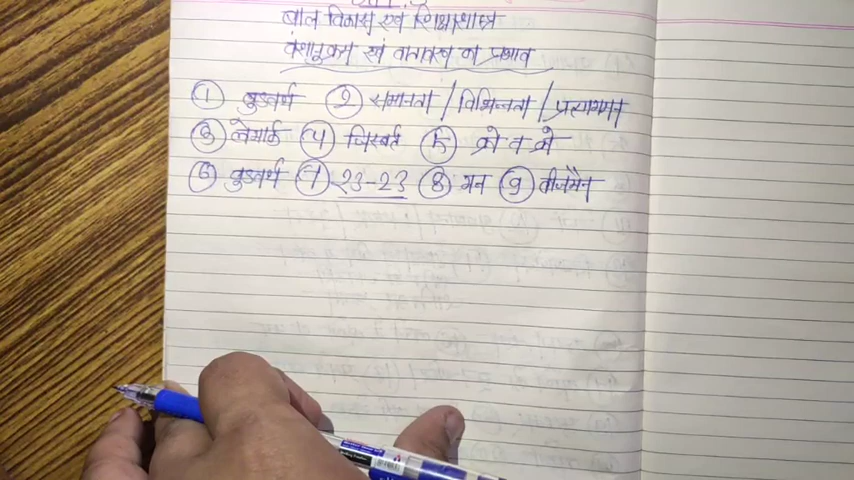 बाल विकास एवं शिक्षाशास्त्र
वंशानुक्रम एवं वातावरण का प्रभाव
① वुडवर्थ ② समानता / विभिन्नता / प्रत्यागमन
③ लेमार्क ④ जिस्बर्ट ⑤ क्रो व क्रो
⑥ वुडवर्थ ⑦ 23-23 ⑧ मन ⑨ वीजमैन